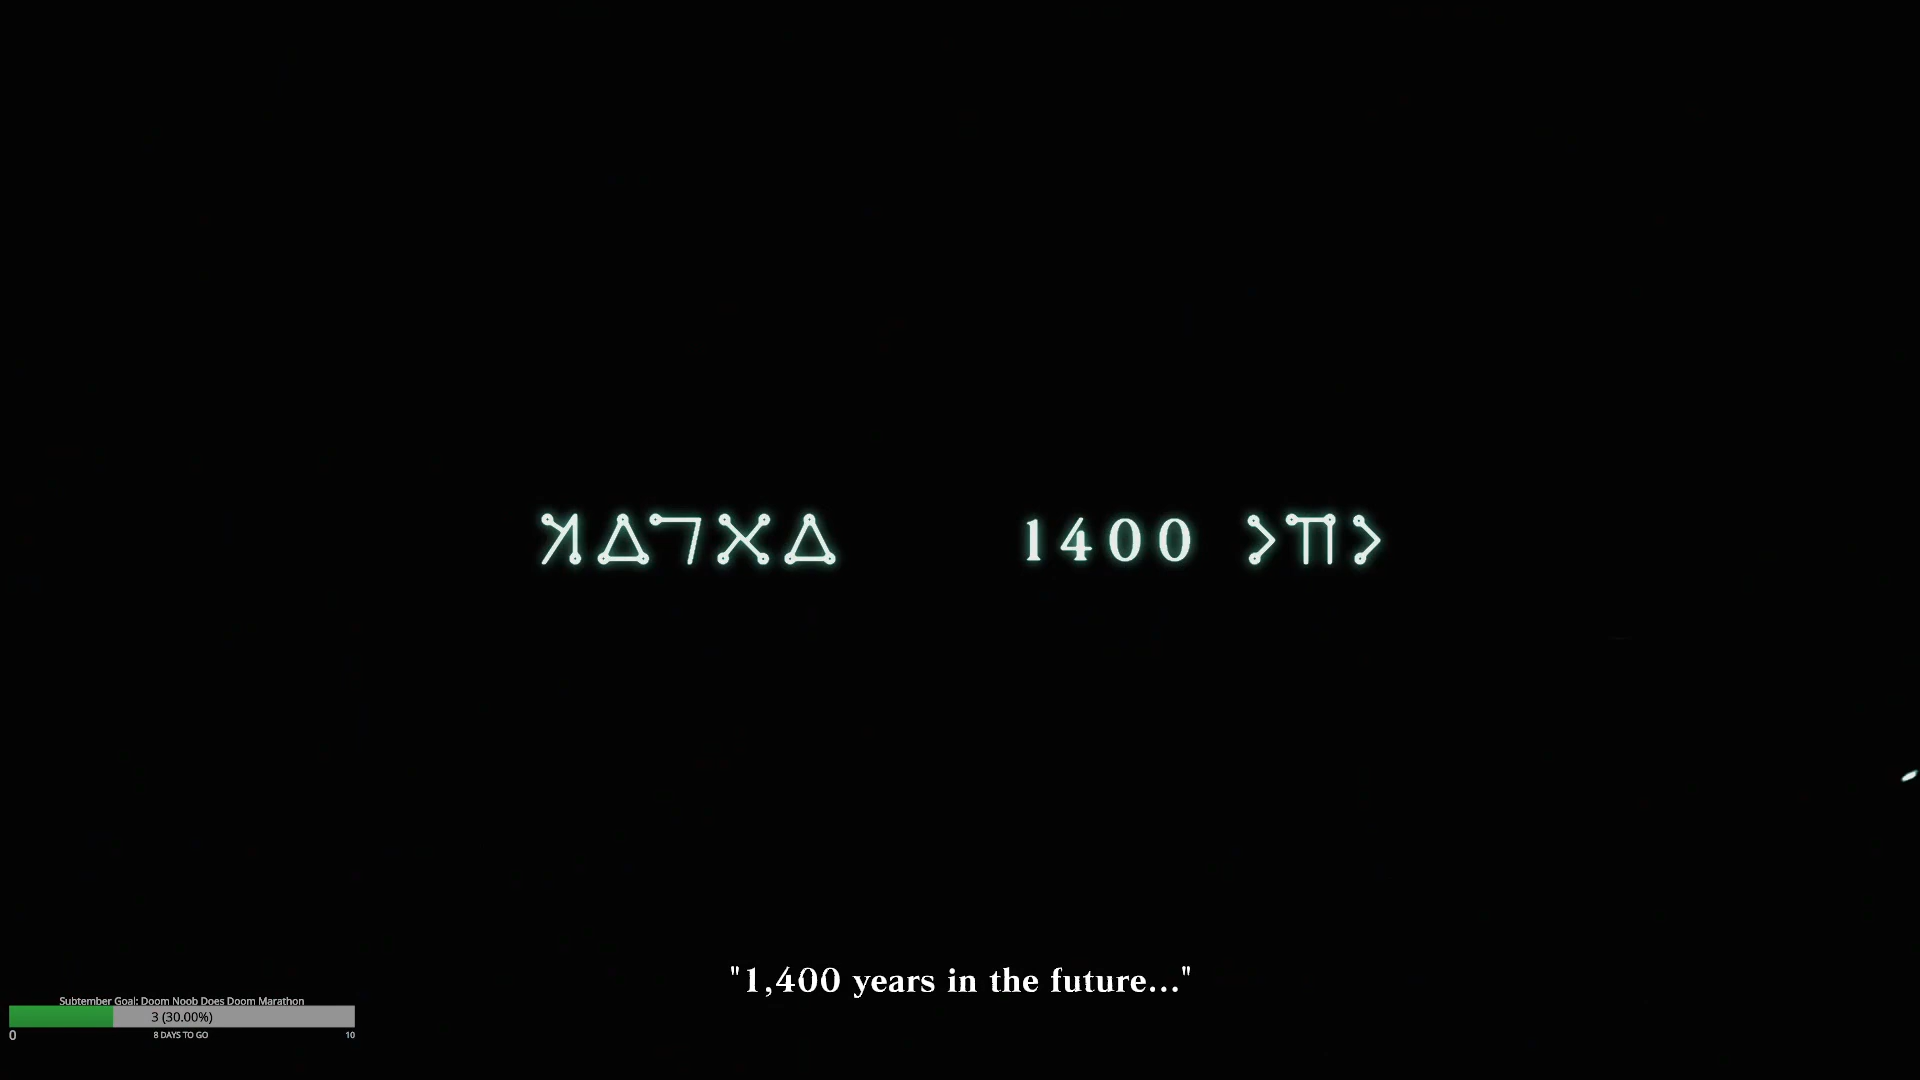 1400
"1,400 years in the future..."
Subtember Goal: Doom Noob Does Doom Marathon
3 (30.00%)
0 8 DAYS TO GO 10